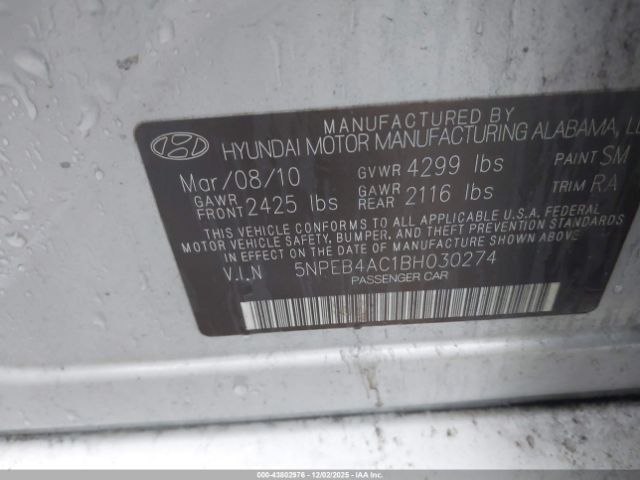 MANUFACTURED BY
HYUNDAI MOTOR MANUFACTURING ALABAMA,
Mar/08/10 GVWR 4299 lbs PAINT SM
GAWR FRONT 2425 lbs GAWR REAR 2116 lbs TRIM RA
THIS VEHICLE CONFORMS TO ALL APPLICABLE U.S.A. FEDERAL
MOTOR VEHICLE SAFETY, BUMPER, AND THEFT PREVENTION
STANDARDS IN EFFECT ON THE DATE OF MANUFACTURE SHOWN ABOVE.
V.I.N 5NPEB4AC1BH030274
PASSENGER CAR
000-43802976 | 12/02/2025 | IAA Inc.